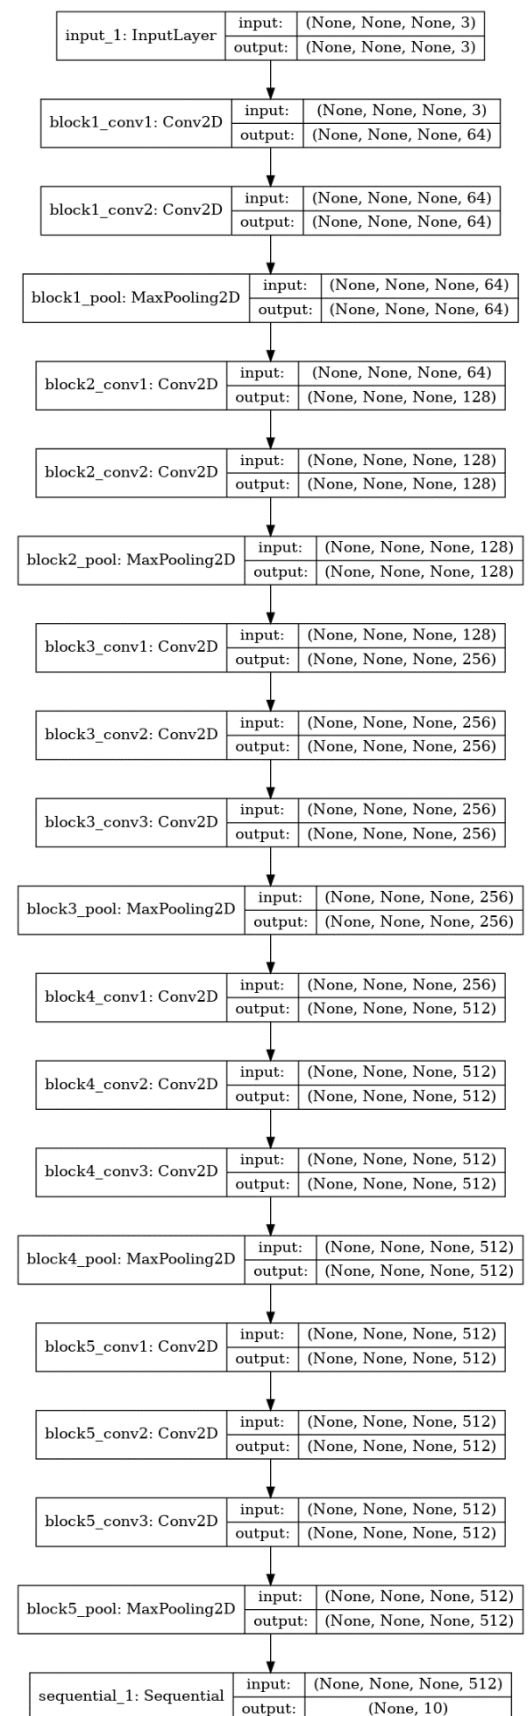 input_1: InputLayer
input: (None, None, None, 3)
output: (None, None, None, 3)
block1_conv1: Conv2D
input: (None, None, None, 3)
output: (None, None, None, 64)
block1_conv2: Conv2D
input: (None, None, None, 64)
output: (None, None, None, 64)
block1_pool: MaxPooling2D
input: (None, None, None, 64)
output: (None, None, None, 64)
block2_conv1: Conv2D
input: (None, None, None, 64)
output: (None, None, None, 128)
block2_conv2: Conv2D
input: (None, None, None, 128)
output: (None, None, None, 128)
block2_pool: MaxPooling2D
input: (None, None, None, 128)
output: (None, None, None, 128)
block3_conv1: Conv2D
input: (None, None, None, 128)
output: (None, None, None, 256)
block3_conv2: Conv2D
input: (None, None, None, 256)
output: (None, None, None, 256)
block3_conv3: Conv2D
input: (None, None, None, 256)
output: (None, None, None, 256)
block3_pool: MaxPooling2D
input: (None, None, None, 256)
output: (None, None, None, 256)
block4_conv1: Conv2D
input: (None, None, None, 256)
output: (None, None, None, 512)
block4_conv2: Conv2D
input: (None, None, None, 512)
output: (None, None, None, 512)
block4_conv3: Conv2D
input: (None, None, None, 512)
output: (None, None, None, 512)
block4_pool: MaxPooling2D
input: (None, None, None, 512)
output: (None, None, None, 512)
block5_conv1: Conv2D
input: (None, None, None, 512)
output: (None, None, None, 512)
block5_conv2: Conv2D
input: (None, None, None, 512)
output: (None, None, None, 512)
block5_conv3: Conv2D
input: (None, None, None, 512)
output: (None, None, None, 512)
block5_pool: MaxPooling2D
input: (None, None, None, 512)
output: (None, None, None, 512)
sequential_1: Sequential
input: (None, None, None, 512)
output: (None, 10)